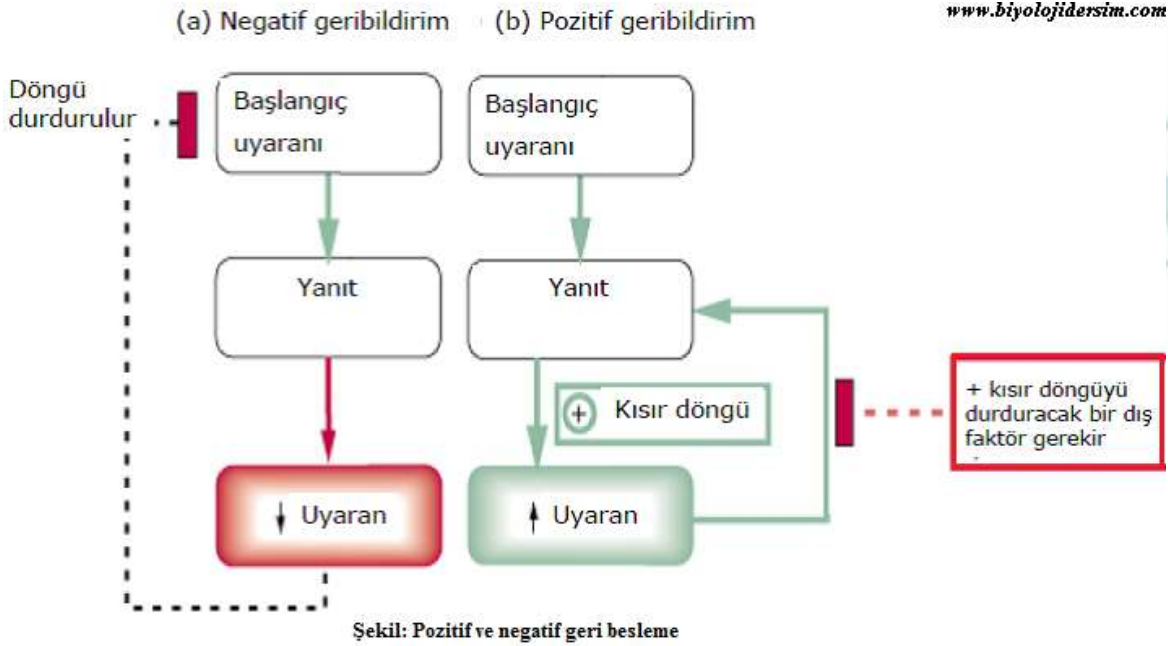 (a) Negatif geribildirim
(b) Pozitif geribildirim
www.biyolojidersim.com
Döngü
durdurulur
Başlangıç
uyaranı
Başlangıç
uyaranı
Yanıt
Yanıt
+ Kısır döngü
+ kısır döngüyü
durduracak bir dış
faktör gerekir
↓ Uyaran
↑ Uyaran
Şekil: Pozitif ve negatif geri besleme